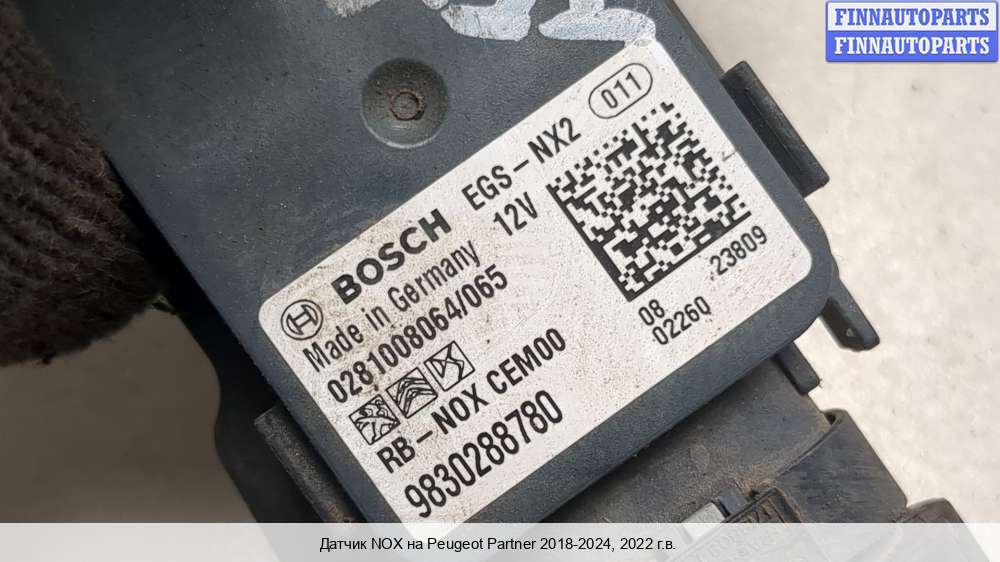 FINNAUTOPARTS
FINNAUTOPARTS
011
BOSCH EGS-NX2
Made in Germany 12V
0281008064/065
RB-NOX CEM00
9830288780
23809
08
0226Q
Датчик NOX на Peugeot Partner 2018-2024, 2022 г.в.